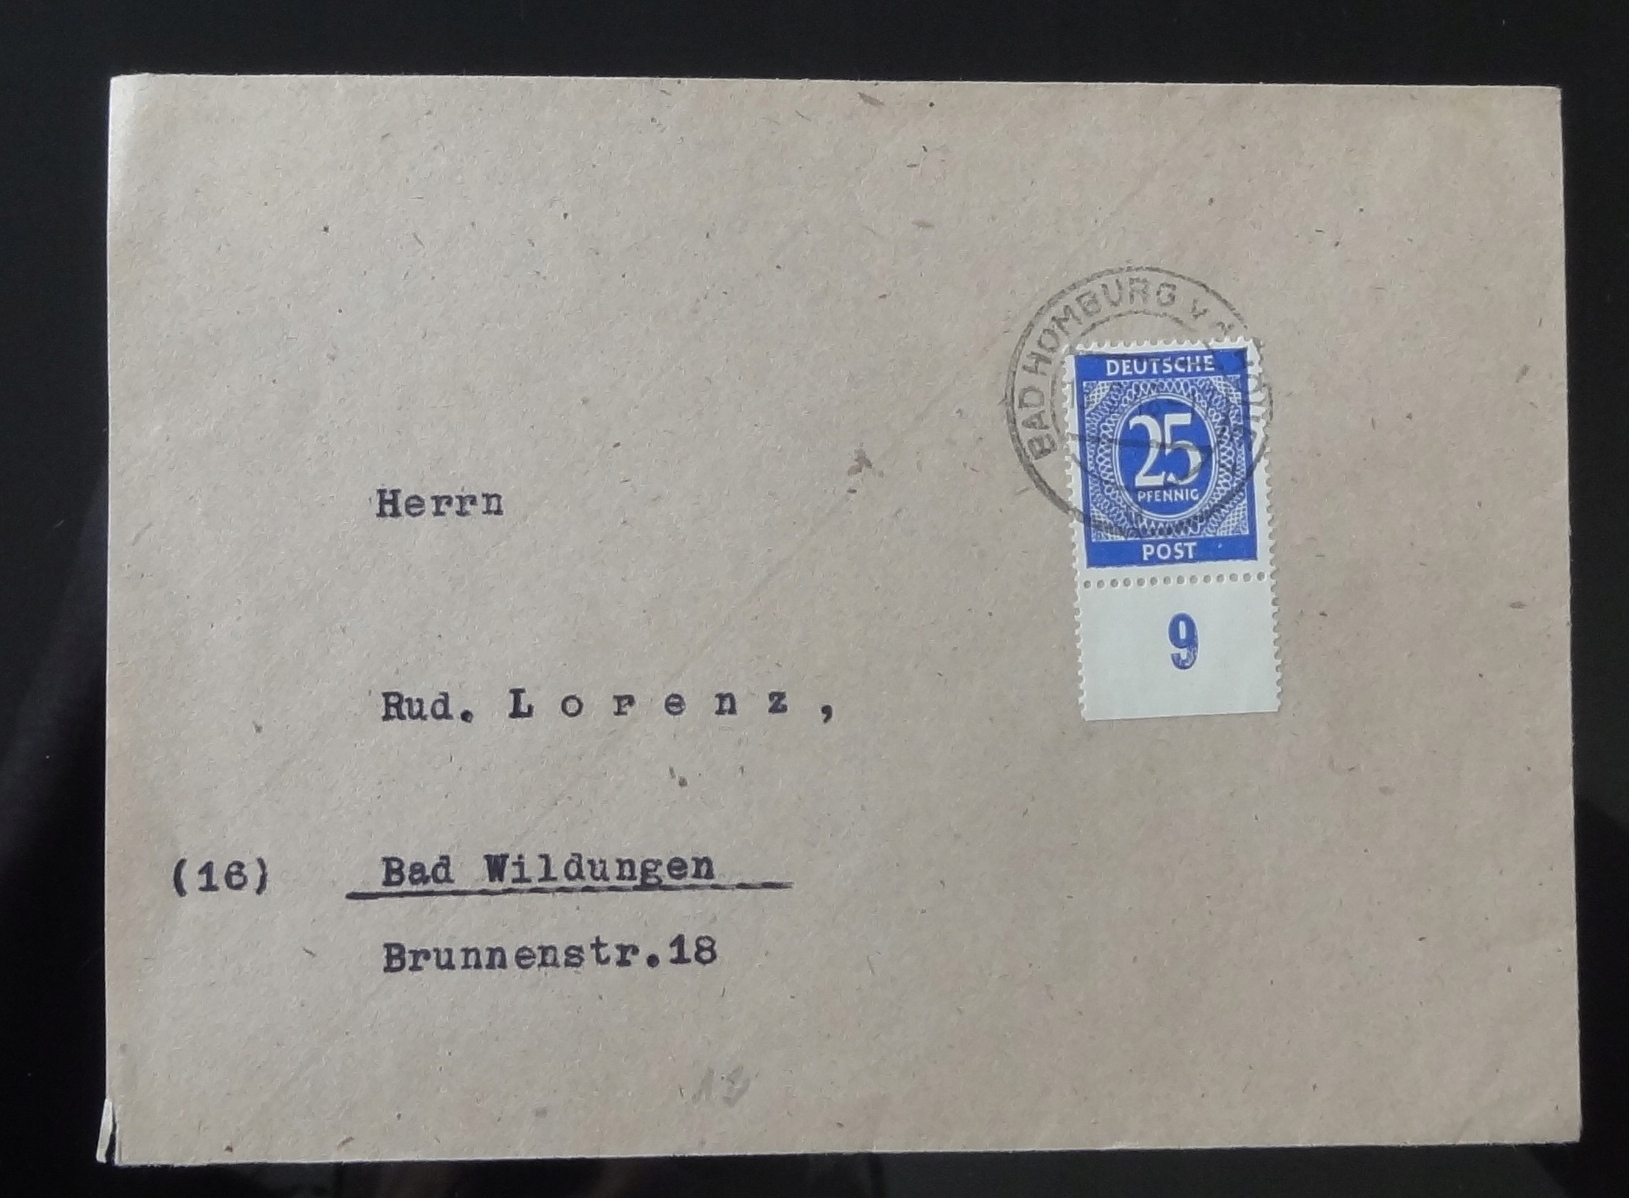 BAD HOMBURG v. d. 
DEUTSCHE
25
PFENNIG
POST
9
Herrn
Rud. Lorenz,
(16) Bad Wildungen
Brunnenstr.18